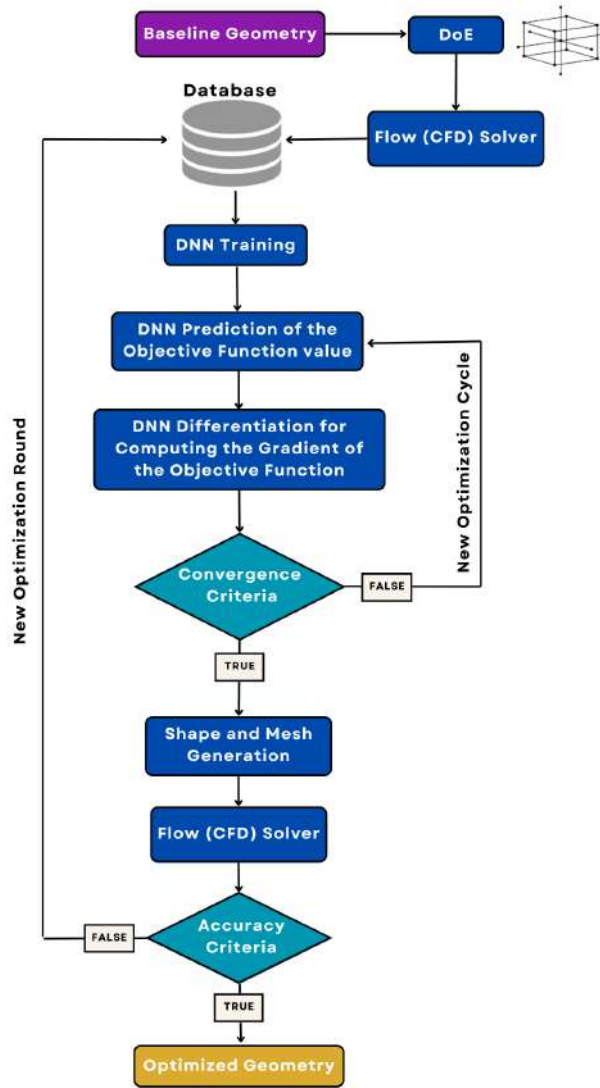 Baseline Geometry
DoE
Database
Flow (CFD) Solver
DNN Training
DNN Prediction of the
Objective Function value
DNN Differentiation for
Computing the Gradient of
the Objective Function
New Optimization Cycle
New Optimization Round
Convergence
Criteria
FALSE
TRUE
Shape and Mesh
Generation
Flow (CFD) Solver
Accuracy
Criteria
FALSE
TRUE
Optimized Geometry